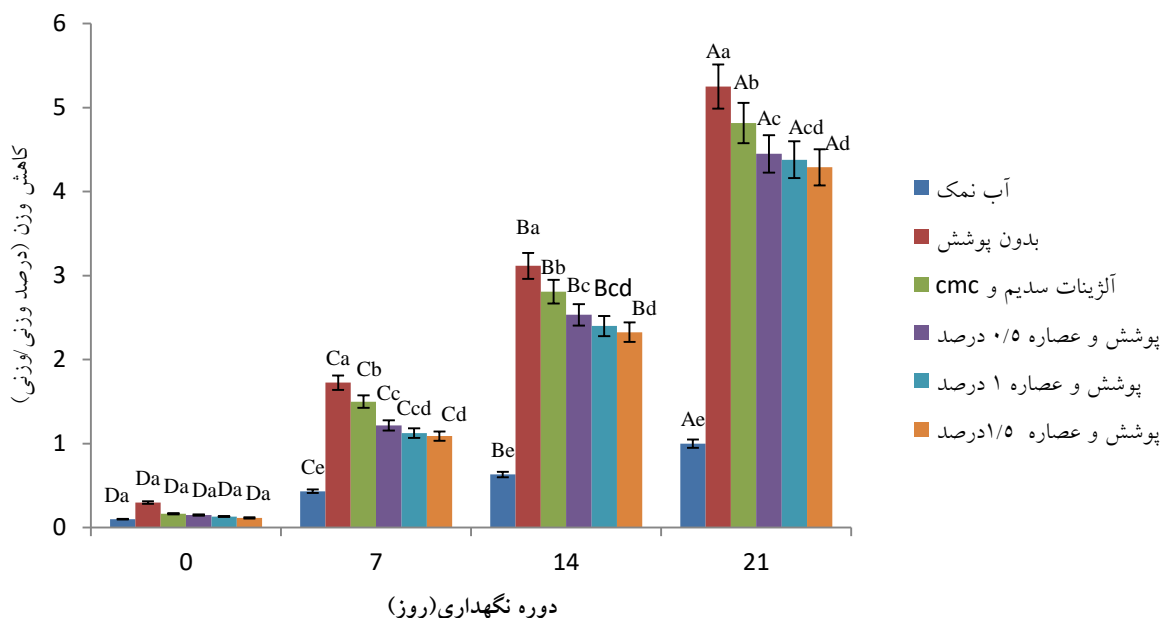 6
5
4
3
2
1
0
کاهش وزن (درصد وزنی/وزنی)
Da Da Da Da Da Da
Ce Ca Cb Cc Ccd Cd
Be Ba Bb Bc Bcd Bd
Ae Aa Ab Ac Acd Ad
0 7 14 21
دوره نگهداری(روز)
آب نمک
بدون پوشش
آلژینات سدیم و cmc
پوشش و عصاره ۰/۵ درصد
پوشش و عصاره ۱ درصد
پوشش و عصاره ۱/۵درصد